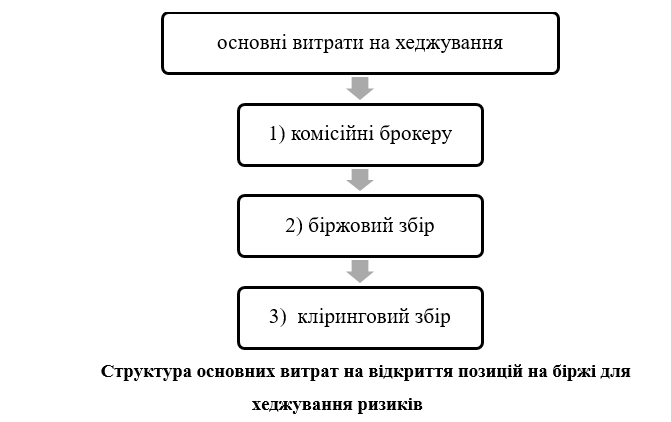 основні витрати на хеджування
1) комісійні брокеру
2) біржовий збір
3) кліринговий збір
Структура основних витрат на відкриття позицій на біржі для
хеджування ризиків